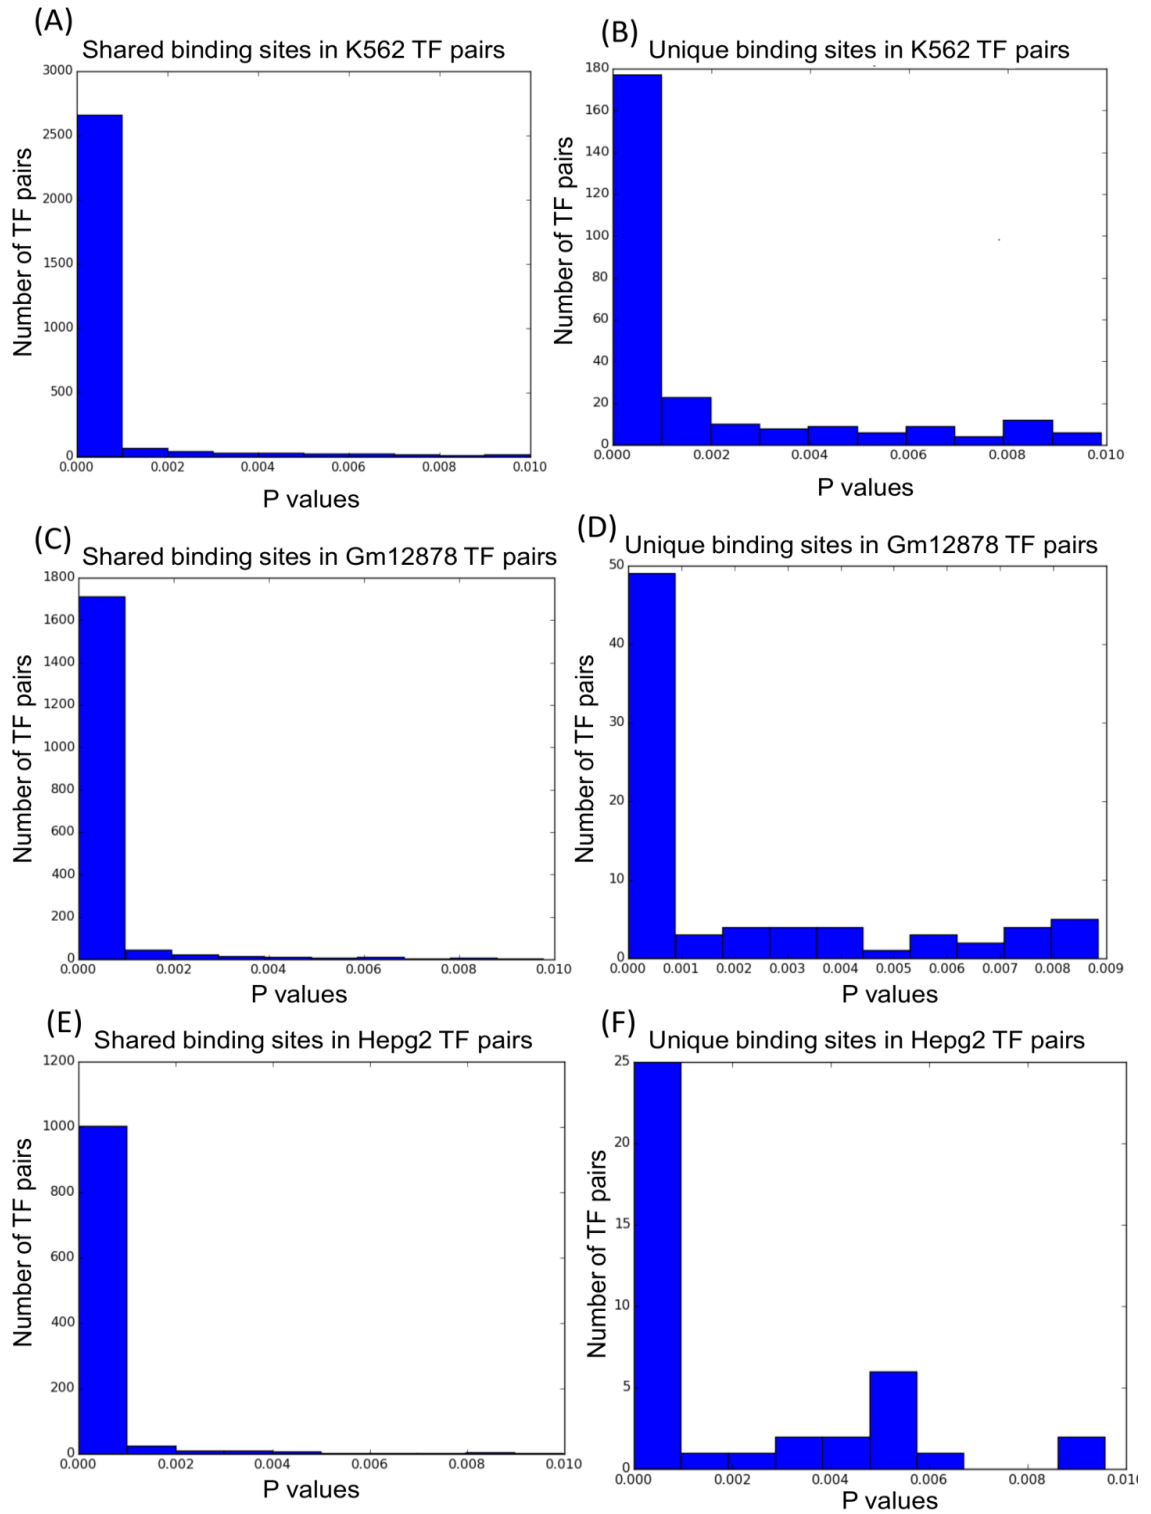 (A)
Shared binding sites in K562 TF pairs
3000
2500
2000
1500
1000
500
0
Number of TF pairs
0.000 0.002 0.004 0.006 0.008 0.010
P values
(B)
Unique binding sites in K562 TF pairs
180
160
140
120
100
80
60
40
20
0
Number of TF pairs
0.000 0.002 0.004 0.006 0.008 0.010
P values
(C)
Shared binding sites in Gm12878 TF pairs
1800
1600
1400
1200
1000
800
600
400
200
0
Number of TF pairs
0.000 0.002 0.004 0.006 0.008 0.010
P values
(D)
Unique binding sites in Gm12878 TF pairs
50
40
30
20
10
0
Number of TF pairs
0.000 0.001 0.002 0.003 0.004 0.005 0.006 0.007 0.008 0.009
P values
(E)
Shared binding sites in Hepg2 TF pairs
1200
1000
800
600
400
200
0
Number of TF pairs
0.000 0.002 0.004 0.006 0.008 0.010
P values
(F)
Unique binding sites in Hepg2 TF pairs
25
20
15
10
5
0
Number of TF pairs
0.000 0.002 0.004 0.006 0.008 0.01
P values